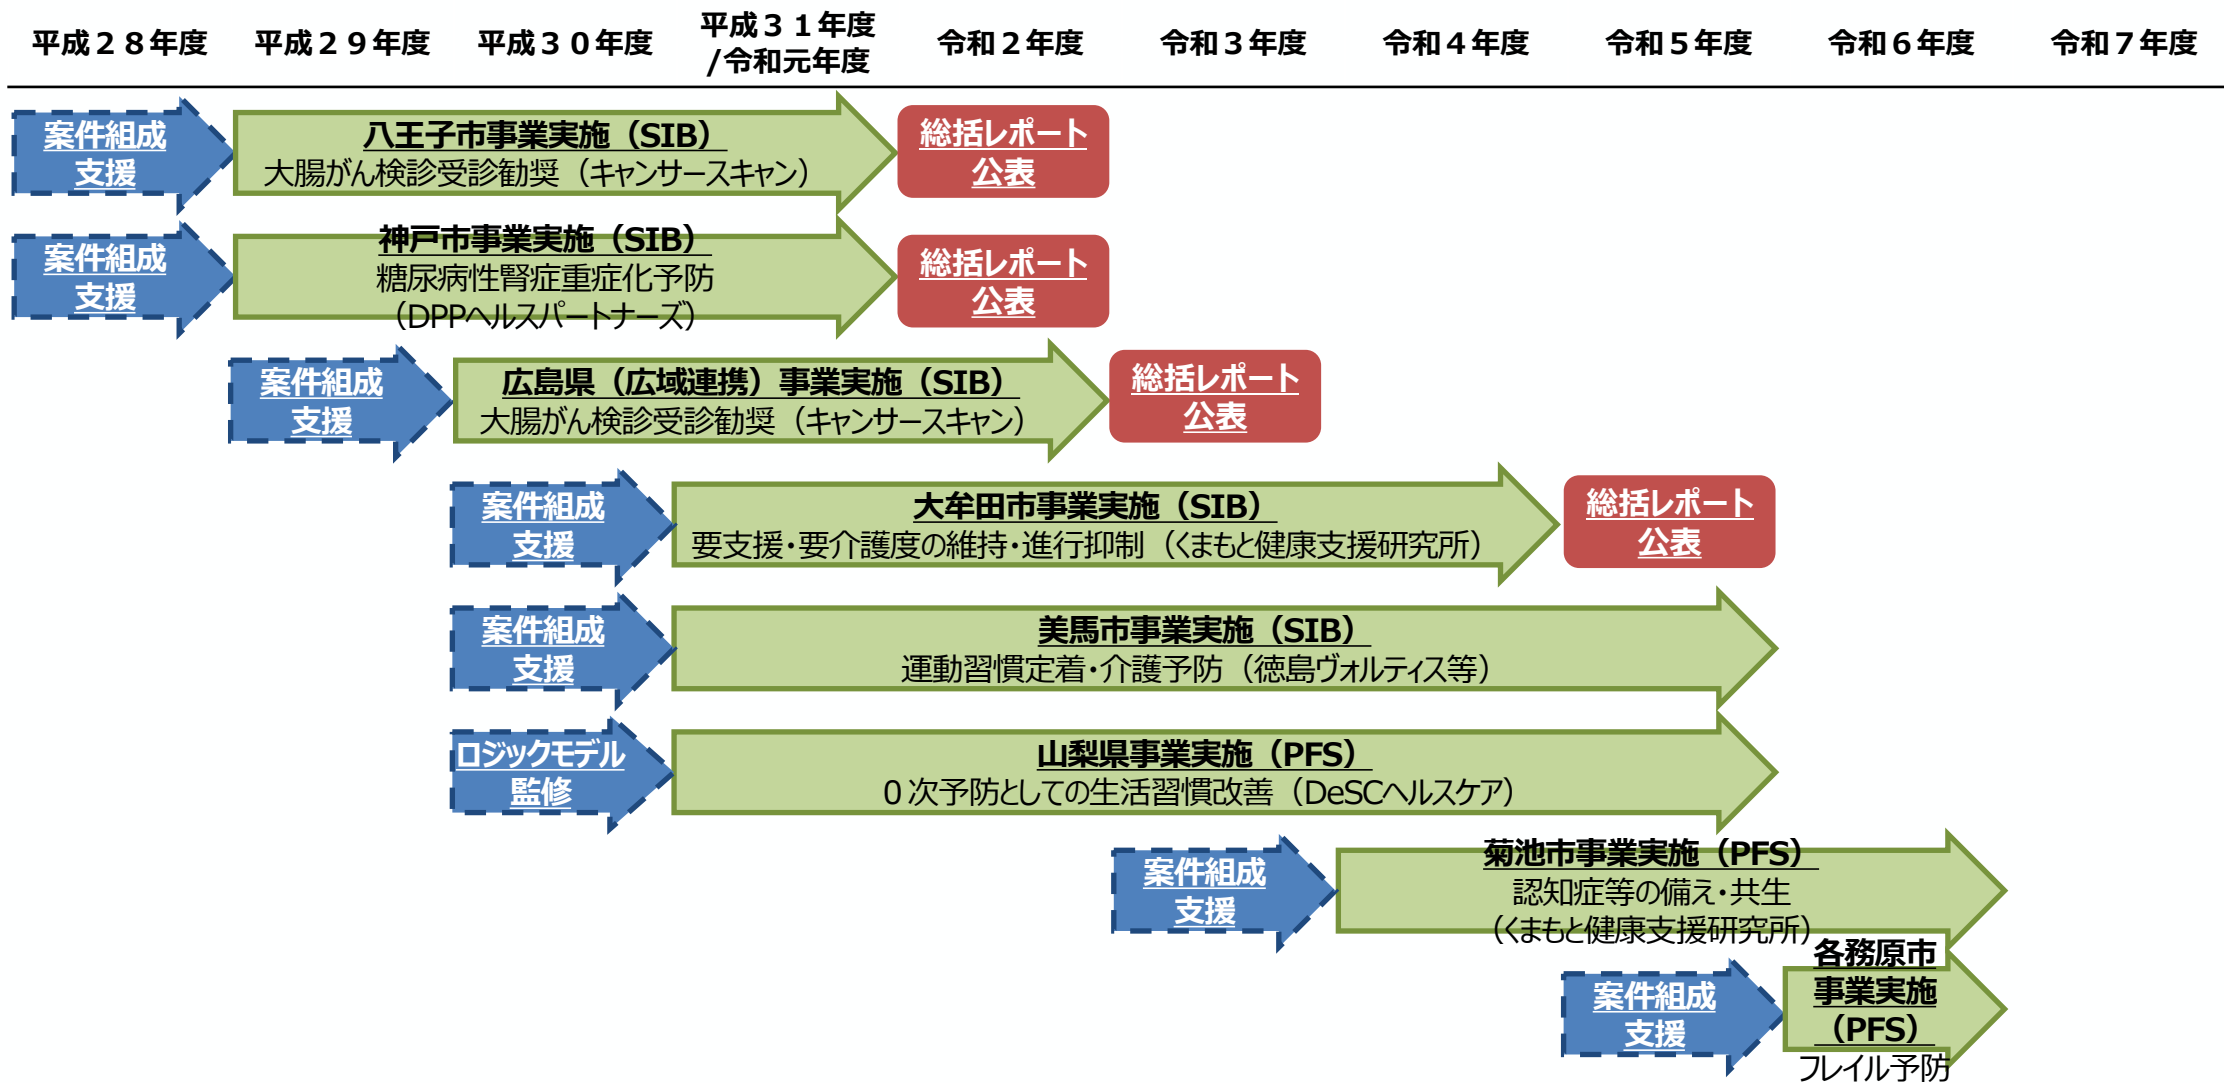 平成２８年度
平成２９年度
平成３０年度
平成３１年度
/令和元年度
令和２年度
令和３年度
令和４年度
令和５年度
令和６年度
令和７年度
案件組成
支援
八王子市事業実施（SIB）
大腸がん検診受診勧奨（キャンサースキャン）
総括レポート
公表
案件組成
支援
神戸市事業実施（SIB）
糖尿病性腎症重症化予防
（DPPヘルスパートナーズ）
総括レポート
公表
案件組成
支援
広島県（広域連携）事業実施（SIB）
大腸がん検診受診勧奨（キャンサースキャン）
総括レポート
公表
案件組成
支援
大牟田市事業実施（SIB）
要支援・要介護度の維持・進行抑制（くまもと健康支援研究所）
総括レポート
公表
案件組成
支援
美馬市事業実施（SIB）
運動習慣定着・介護予防（徳島ヴォルティス等）
ロジックモデル
監修
山梨県事業実施（PFS）
０次予防としての生活習慣改善（DeSCヘルスケア）
案件組成
支援
菊池市事業実施（PFS）
認知症等の備え・共生
（くまもと健康支援研究所）
案件組成
支援
各務原市
事業実施
（PFS）
フレイル予防